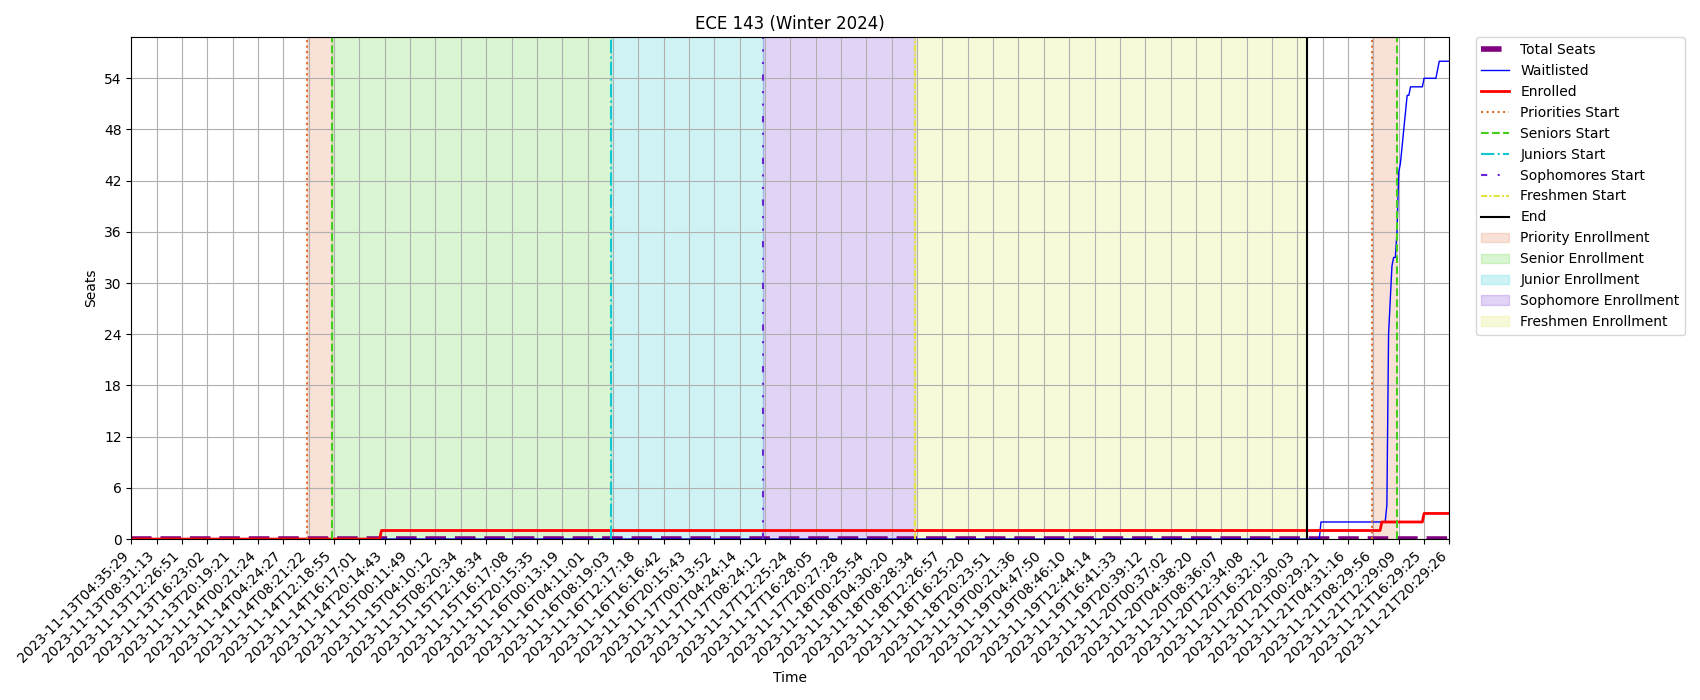 ECE 143 (Winter 2024)
Seats
54
48
42
36
30
24
18
12
6
0
2023-11-13T04:35:29
2023-11-13T08:31:13
2023-11-13T12:26:51
2023-11-13T16:23:02
2023-11-13T20:19:21
2023-11-14T00:21:24
2023-11-14T04:24:27
2023-11-14T08:21:22
2023-11-14T12:18:55
2023-11-14T16:17:01
2023-11-14T20:14:43
2023-11-15T00:11:49
2023-11-15T04:10:12
2023-11-15T08:20:34
2023-11-15T12:18:34
2023-11-15T16:17:08
2023-11-15T20:15:35
2023-11-16T00:13:19
2023-11-16T04:11:01
2023-11-16T08:19:03
2023-11-16T12:17:18
2023-11-16T16:16:42
2023-11-16T20:15:43
2023-11-17T00:13:52
2023-11-17T04:24:14
2023-11-17T08:24:12
2023-11-17T12:25:24
2023-11-17T16:28:05
2023-11-17T20:27:28
2023-11-18T00:25:54
2023-11-18T04:30:20
2023-11-18T08:28:34
2023-11-18T12:26:57
2023-11-18T16:25:20
2023-11-18T20:23:51
2023-11-19T00:21:36
2023-11-19T04:47:50
2023-11-19T08:46:10
2023-11-19T12:44:14
2023-11-19T16:41:33
2023-11-19T20:39:12
2023-11-20T00:37:02
2023-11-20T04:38:20
2023-11-20T08:36:07
2023-11-20T12:34:08
2023-11-20T16:32:12
2023-11-20T20:30:03
2023-11-21T00:29:21
2023-11-21T04:31:16
2023-11-21T08:29:56
2023-11-21T12:29:09
2023-11-21T16:29:25
2023-11-21T20:29:26
Time
Total Seats
Waitlisted
Enrolled
Priorities Start
Seniors Start
Juniors Start
Sophomores Start
Freshmen Start
End
Priority Enrollment
Senior Enrollment
Junior Enrollment
Sophomore Enrollment
Freshmen Enrollment